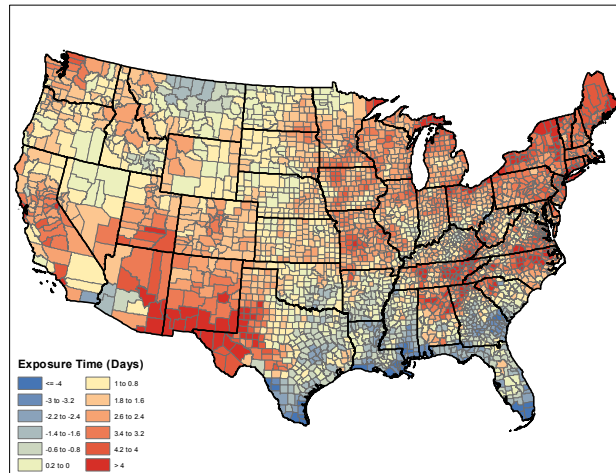 Exposure Time (Days)
<= -4
-3 to -3.2
-2.2 to -2.4
-1.4 to -1.6
-0.6 to -0.8
0.2 to 0
1 to 0.8
1.8 to 1.6
2.6 to 2.4
3.4 to 3.2
4.2 to 4
> 4